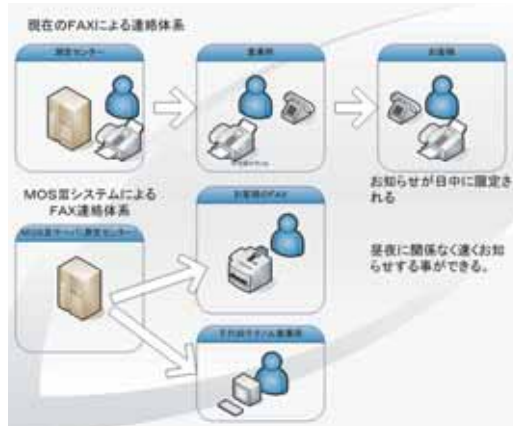 現在のFAXによる連絡体系
測定センター
営業所
お客様
お知らせが日中に限定さ
れる
MOSⅢシステムによる
FAX連絡体系
お客様のFAX
昼夜に関係なく速くお知
らせする事ができる。